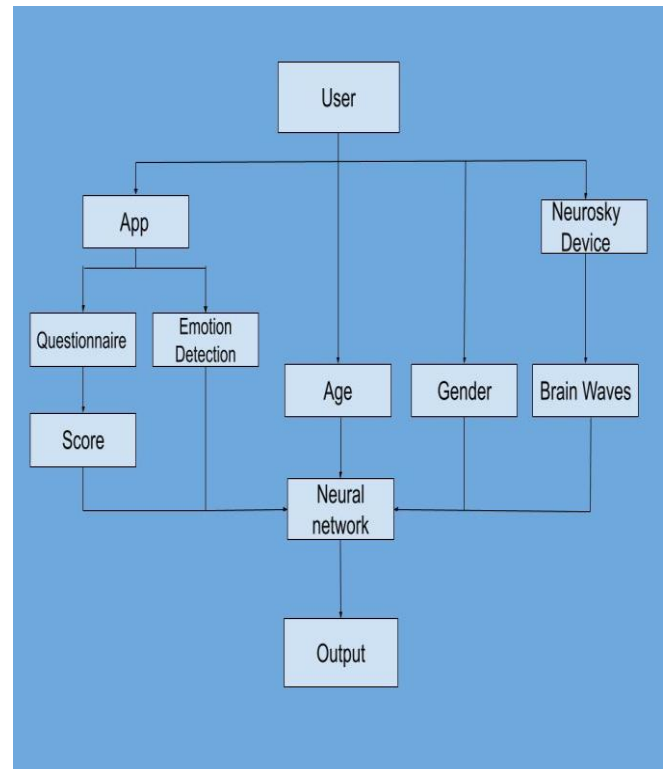 User
App
Neurosky
Device
Questionnaire
Emotion
Detection
Age
Gender
Brain Waves
Score
Neural
network
Output